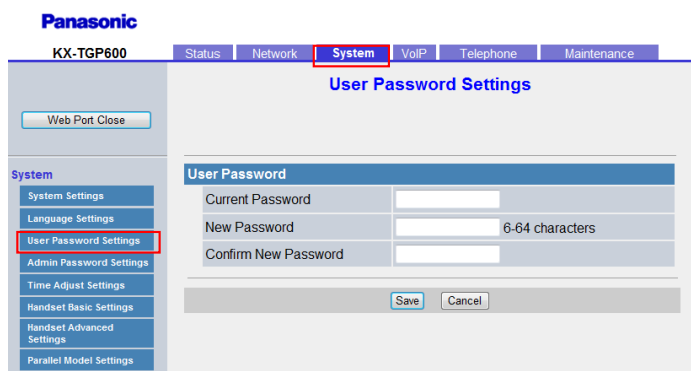 Panasonic
KX-TGP600
Status Network System VoIP Telephone Maintenance
User Password Settings
Web Port Close
System
System Settings
Language Settings
User Password Settings
Admin Password Settings
Time Adjust Settings
Handset Basic Settings
Handset Advanced
Settings
Parallel Model Settings
User Password
Current Password
New Password 6-64 characters
Confirm New Password
Save Cancel